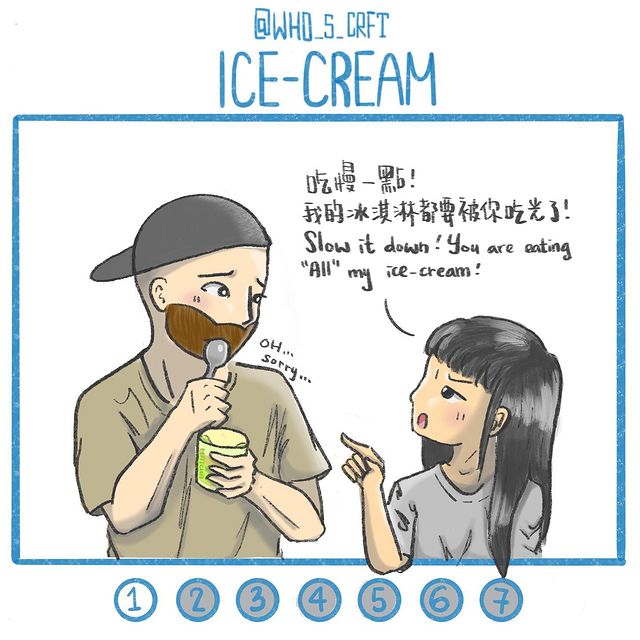 @WHO_S_CRFT
ICE-CREAM
吃慢一點!
我的冰淇淋都要被你吃光了!
Slow it down! You are eating
"All" my ice-cream!
OH...
sorry...
1 2 3 4 5 6 7